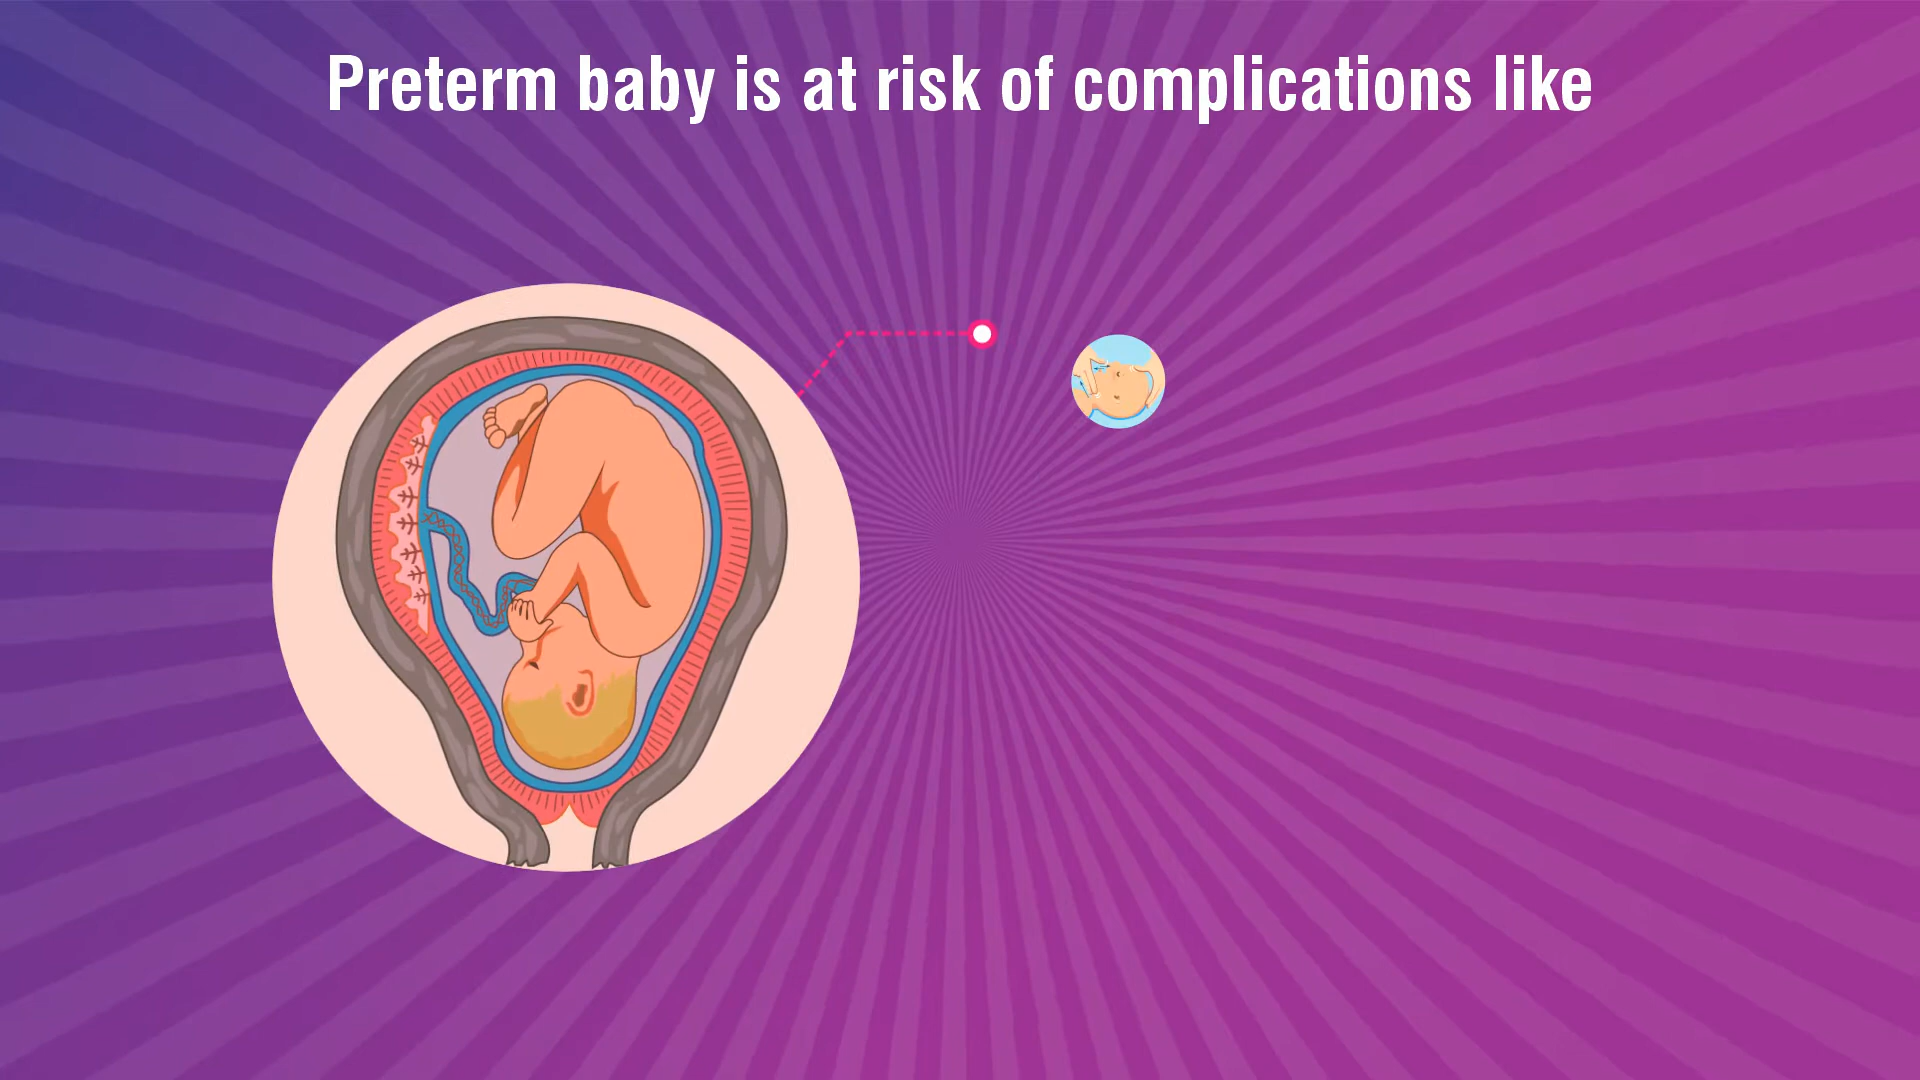 Preterm baby is at risk of complications like